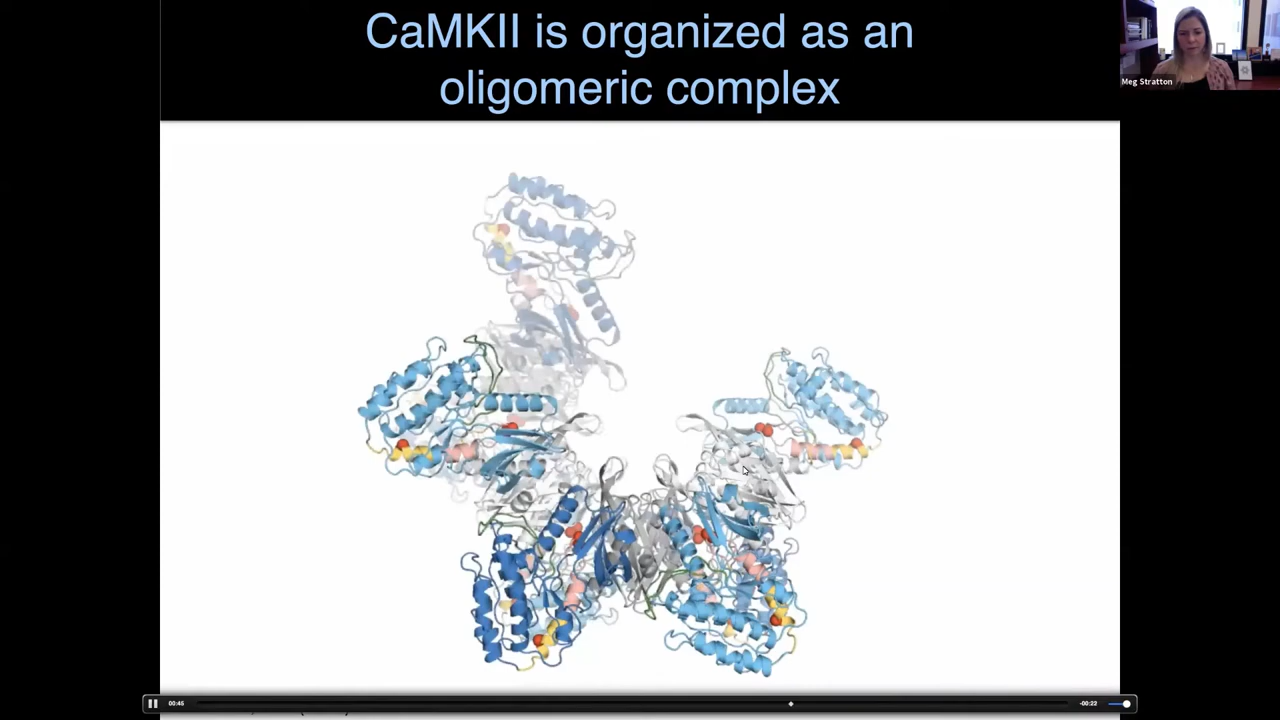 CaMKII is organized as an
oligomeric complex
Meg Stratton
00:45
-00:22